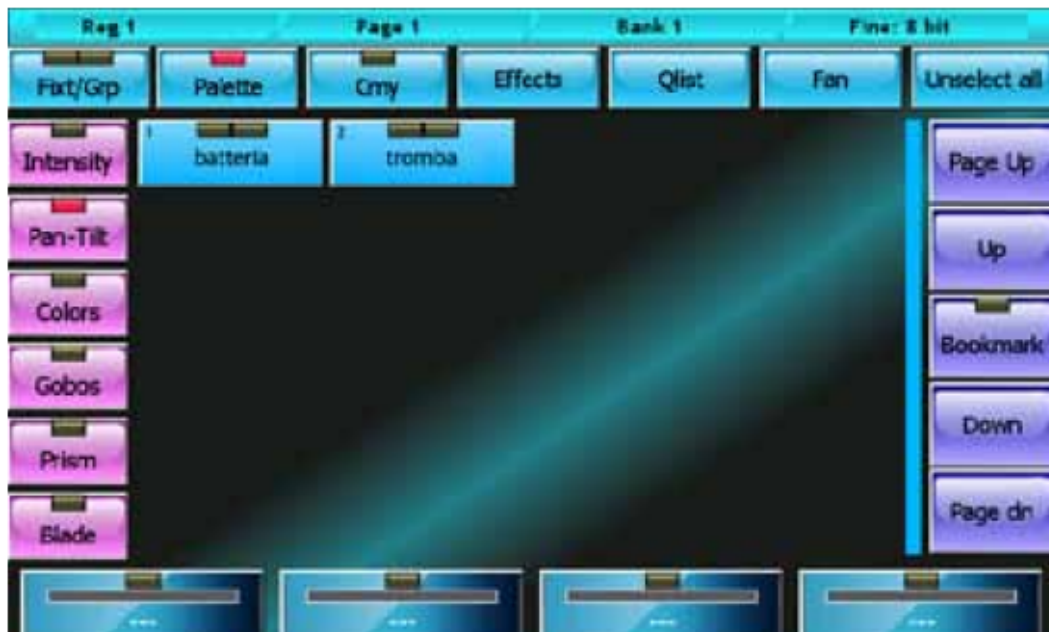 Reg 1 Page 1 Bank 1 Fine: 8 bit
Fixt/Grp Palette Cmy Effects Qlist Fan Unselect all
Intensity 1 batteria 2 tromba Page Up
Pan-Tilt Up
Colors Bookmark
Gobos
Prism Down
Blade Page dn
--- --- --- ---